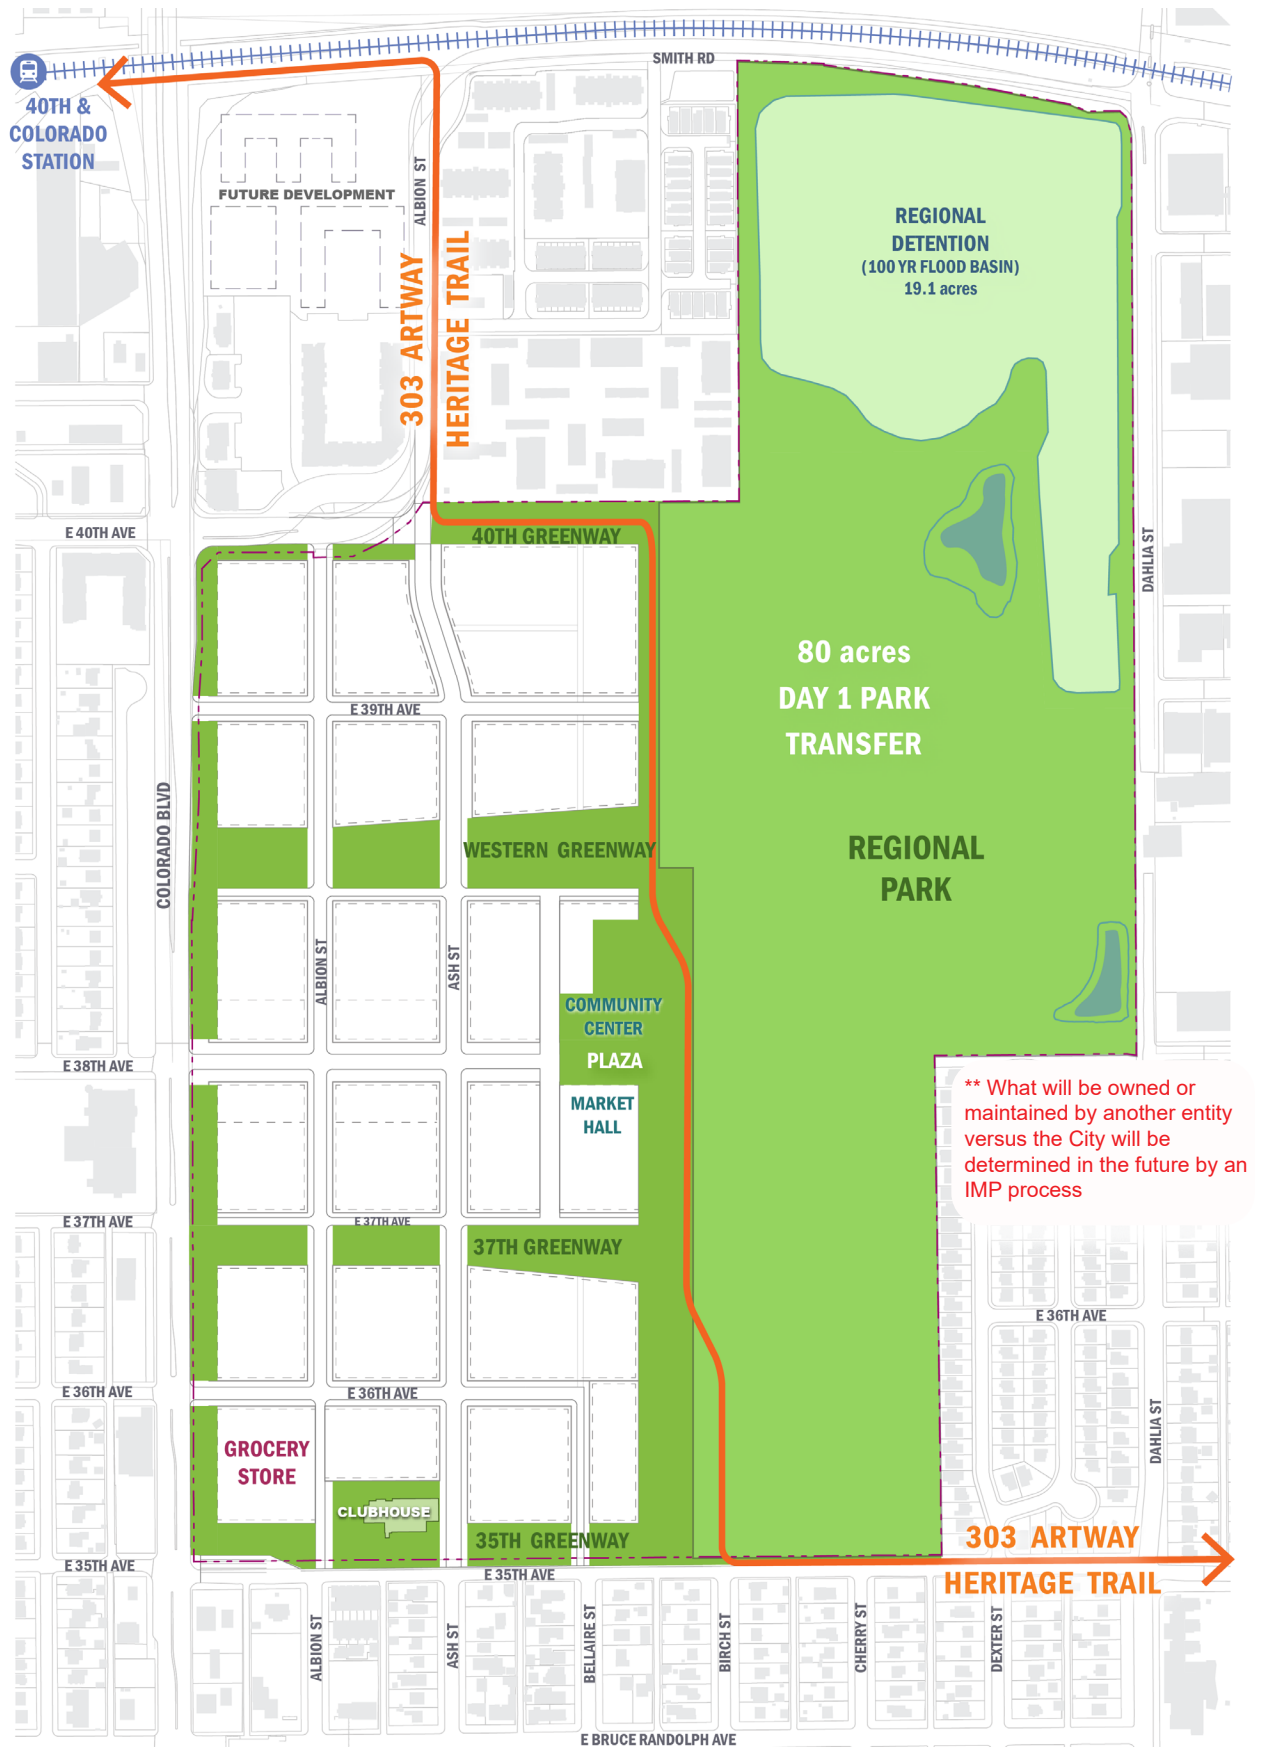 SMITH RD
40TH &
COLORADO
STATION
FUTURE DEVELOPMENT
ALBION ST
303 ARTWAY
HERITAGE TRAIL
REGIONAL
DETENTION
(100 YR FLOOD BASIN)
19.1 acres
E 40TH AVE
40TH GREENWAY
DAHLIA ST
80 acres
DAY 1 PARK
TRANSFER
E 39TH AVE
COLORADO BLVD
WESTERN GREENWAY
REGIONAL
PARK
ALBION ST
ASH ST
COMMUNITY
CENTER
PLAZA
E 38TH AVE
MARKET
HALL
** What will be owned or
maintained by another entity
versus the City will be
determined in the future by an
IMP process
E 37TH AVE
E 37TH AVE
37TH GREENWAY
E 36TH AVE
E 36TH AVE
E 36TH AVE
DAHLIA ST
GROCERY
STORE
CLUBHOUSE
35TH GREENWAY
303 ARTWAY
HERITAGE TRAIL
E 35TH AVE
E 35TH AVE
ALBION ST
ASH ST
BELLAIRE ST
BIRCH ST
CHERRY ST
DEXTER ST
E BRUCE RANDOLPH AVE